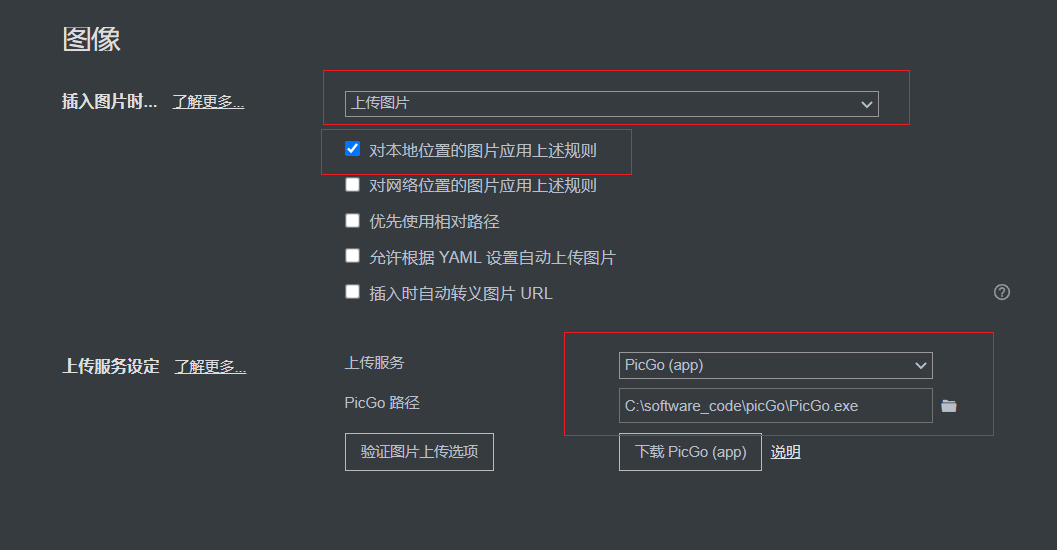 图像
插入图片时... 了解更多...
上传图片
对本地位置的图片应用上述规则
对网络位置的图片应用上述规则
优先使用相对路径
允许根据 YAML 设置自动上传图片
插入时自动转义图片 URL
上传服务设定 了解更多...
上传服务 PicGo (app)
PicGo 路径 C:\software_code\picGo\PicGo.exe
验证图片上传选项 下载 PicGo (app) 说明